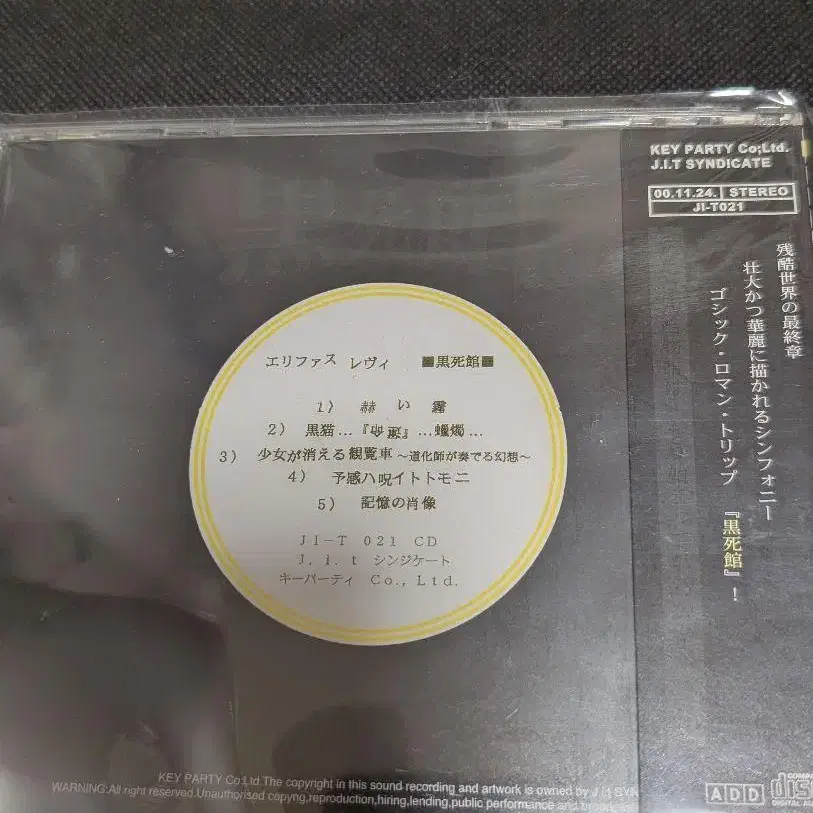 KEY PARTY Co;Ltd.
J.I.T SYNDICATE
00.11.24. STEREO
JI-T021
残酷世界の最終章
壮大かつ華麗に描かれるシンフォニー
ゴシック・ロマン・トリップ 『黒死館』!
エリファス レヴィ ■黒死館■
1) 赫い霧
2) 黒猫…『』…蠟燭…
3) 少女が消える観覧車 ～道化師が奏でる幻想～
4) 予感ハ呪イトトモニ
5) 記憶の肖像
JI-T 021 CD
J.i.t シンジケート
キーパーティ Co., Ltd.
KEY PARTY Co;Ltd.The copyright in this sound recording and artwork is owned by J.I.T SYN
WARNING:All right reserved.Unauthorised copyng,reproduction,hiring,lending,public performance and broadcas
ADD
COMPA
disc
DIGITAL AU